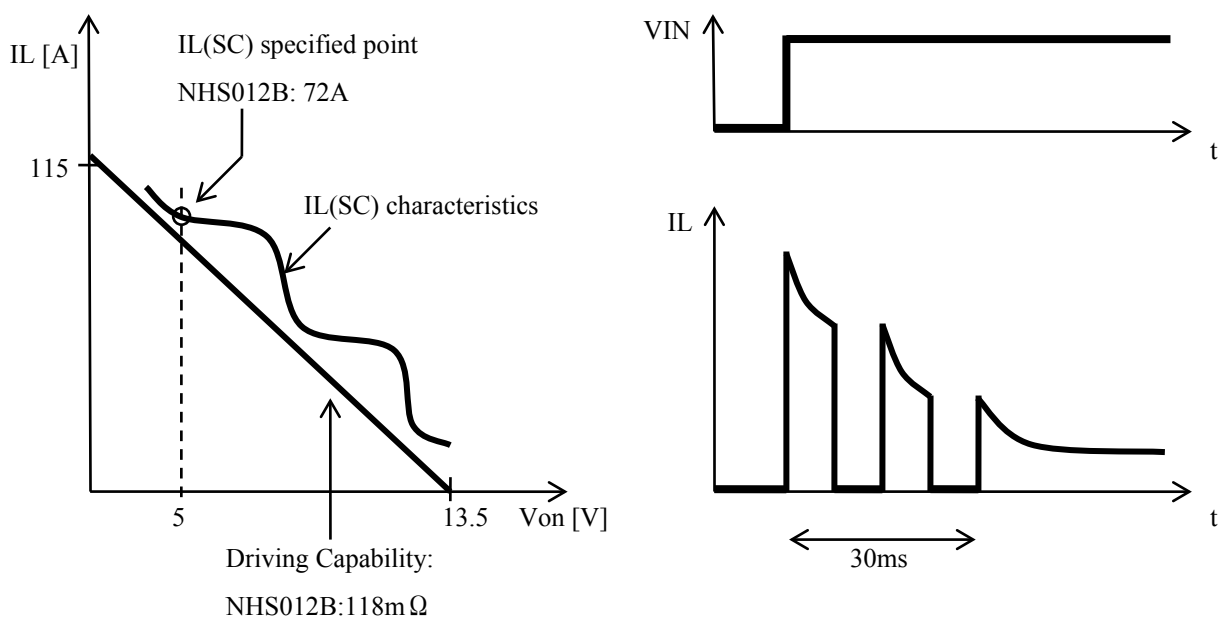 IL [A]
IL(SC) specified point
NHS012B: 72A
115
IL(SC) characteristics
5
13.5
Von [V]
Driving Capability:
NHS012B:118mΩ
VIN
t
IL
t
30ms